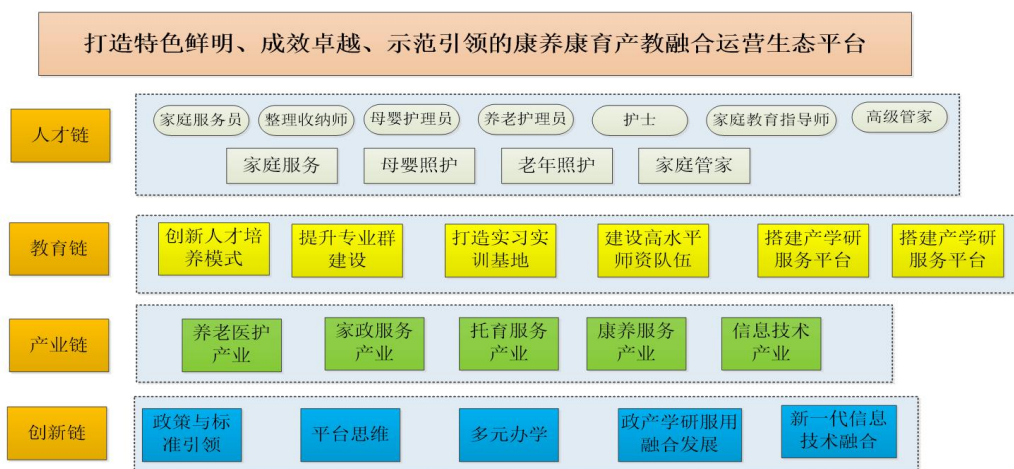 打造特色鲜明、成效卓越、示范引领的康养康育产教融合运营生态平台
人才链
家庭服务员
整理收纳师
母婴护理员
养老护理员
护士
家庭教育指导师
高级管家
家庭服务
母婴照护
老年照护
家庭管家
教育链
创新人才培
养模式
提升专业群
建设
打造实习实
训基地
建设高水平
师资队伍
搭建产学研
服务平台
搭建产学研
服务平台
产业链
养老医护
产业
家政服务
产业
托育服务
产业
康养服务
产业
信息技术
产业
创新链
政策与标
准引领
平台思维
多元办学
政产学研服用
融合发展
新一代信息
技术融合